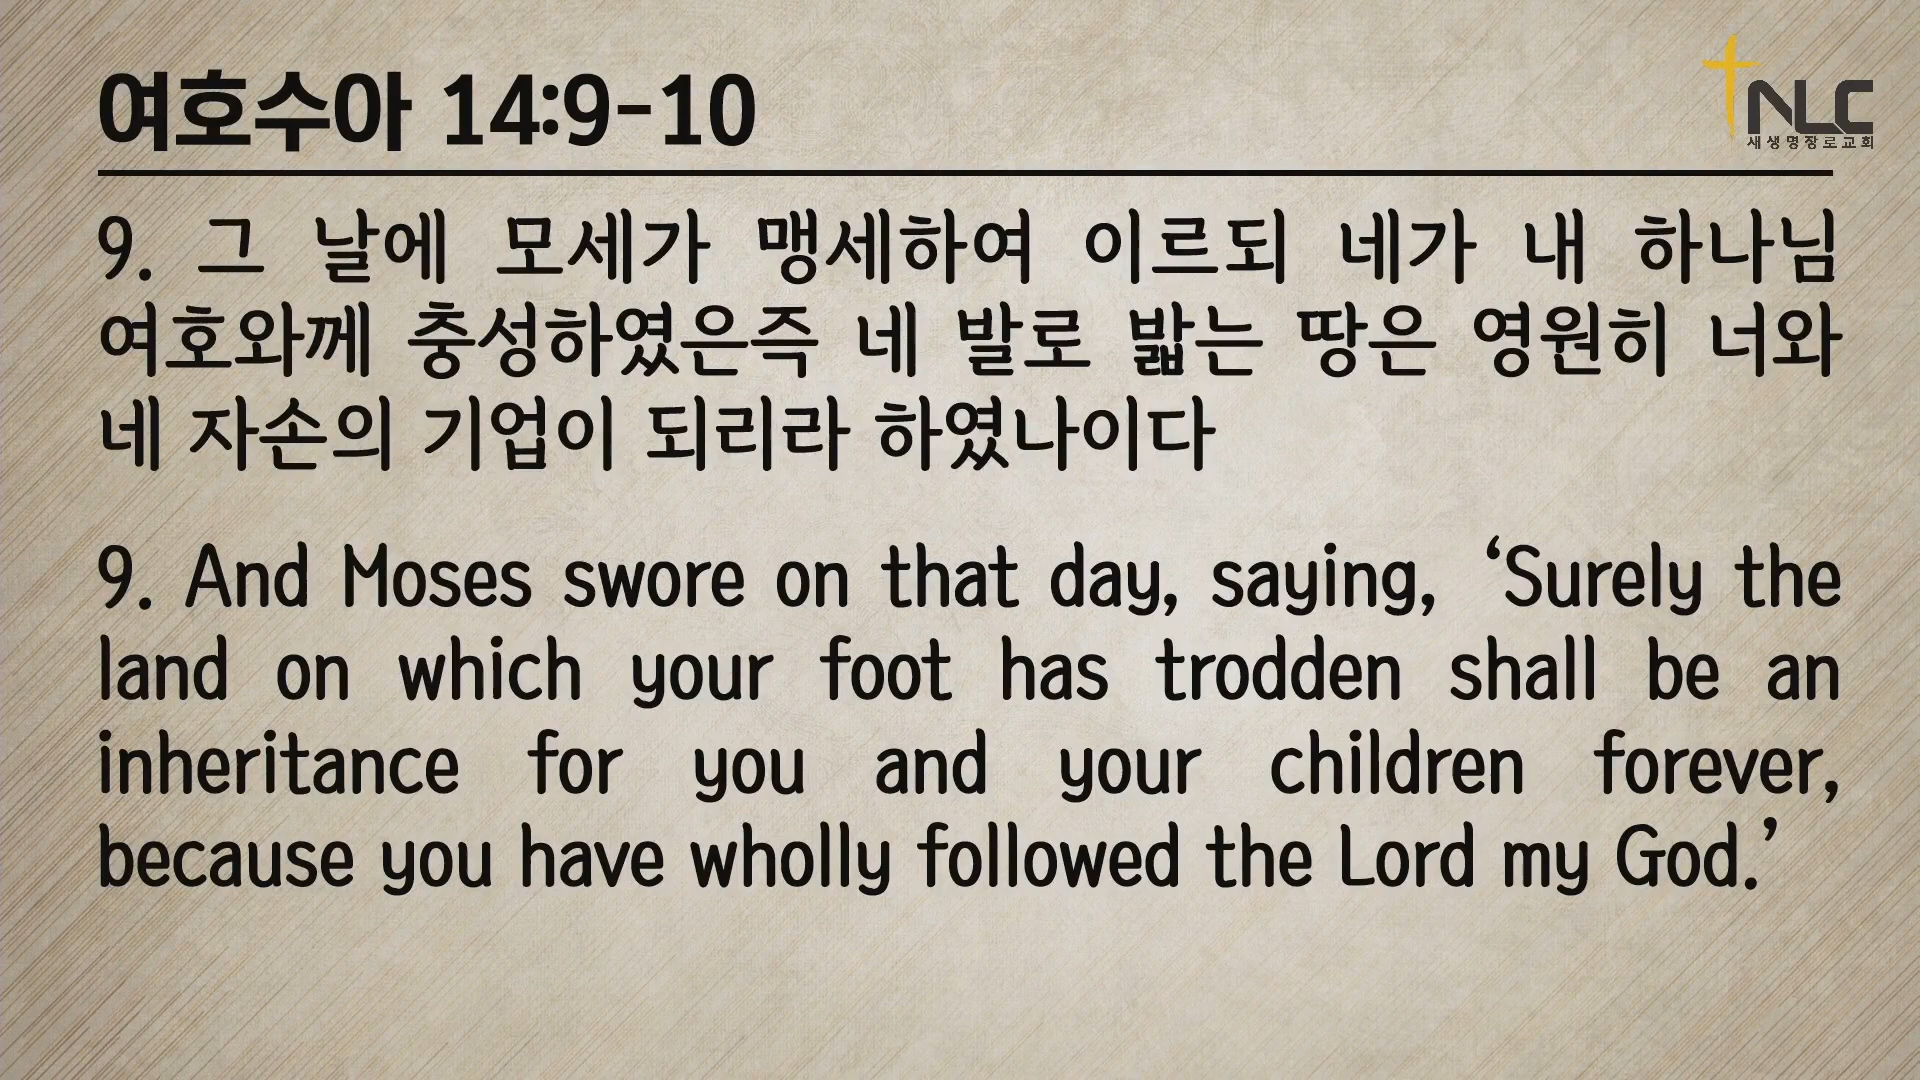 여호수아 14:9-10
NLC
새생명장로교회
9. 그 날에 모세가 맹세하여 이르되 네가 내 하나님
여호와께 충성하였은즉 네 발로 밟는 땅은 영원히 너와
네 자손의 기업이 되리라 하였나이다
9. And Moses swore on that day, saying, ‘Surely the
land on which your foot has trodden shall be an
inheritance for you and your children forever,
because you have wholly followed the Lord my God.’